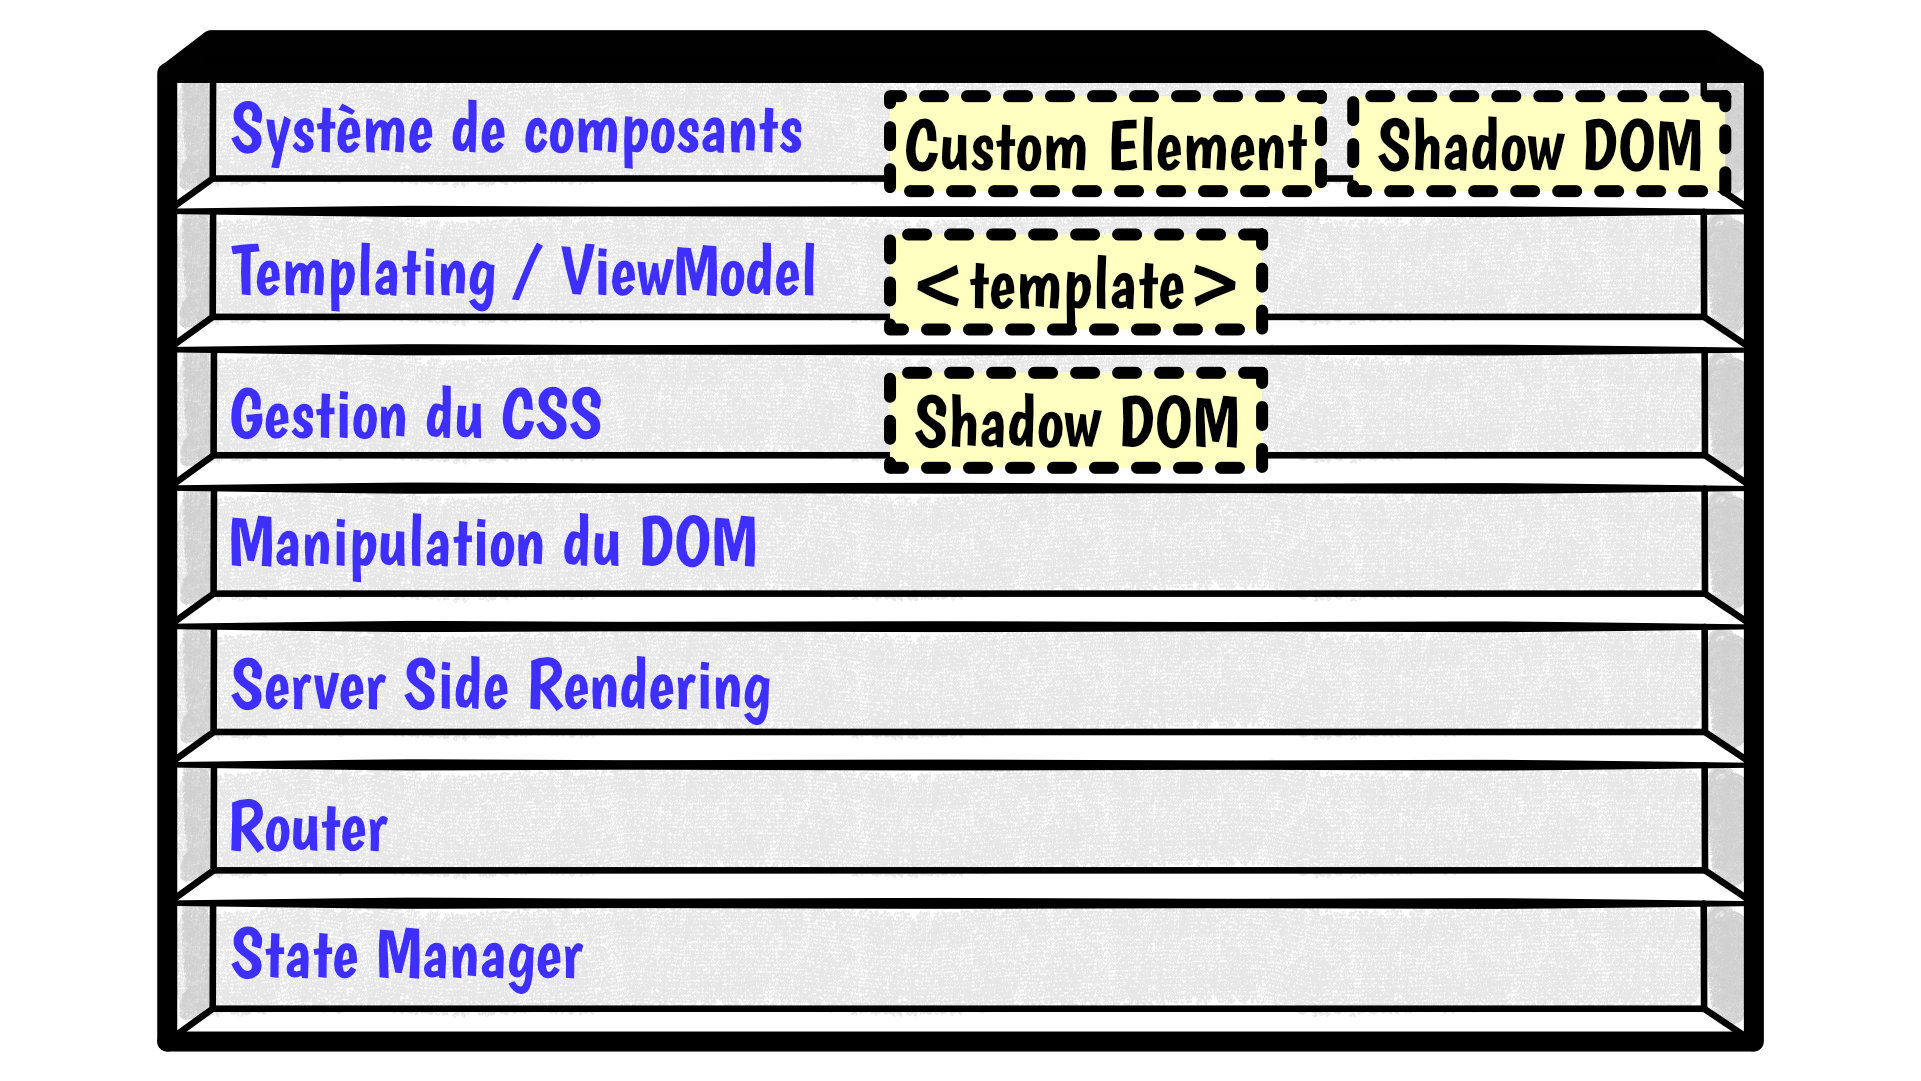 Système de composants Custom Element Shadow DOM
Templating / ViewModel <template>
Gestion du CSS Shadow DOM
Manipulation du DOM
Server Side Rendering
Router
State Manager